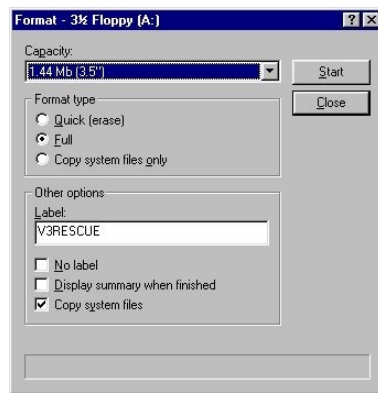 Format - 3½ Floppy (A:)
Capacity:
1.44 Mb (3.5")
Start
Close
Format type
Quick (erase)
Full
Copy system files only
Other options
Label:
V3RESCUE
No label
Display summary when finished
Copy system files